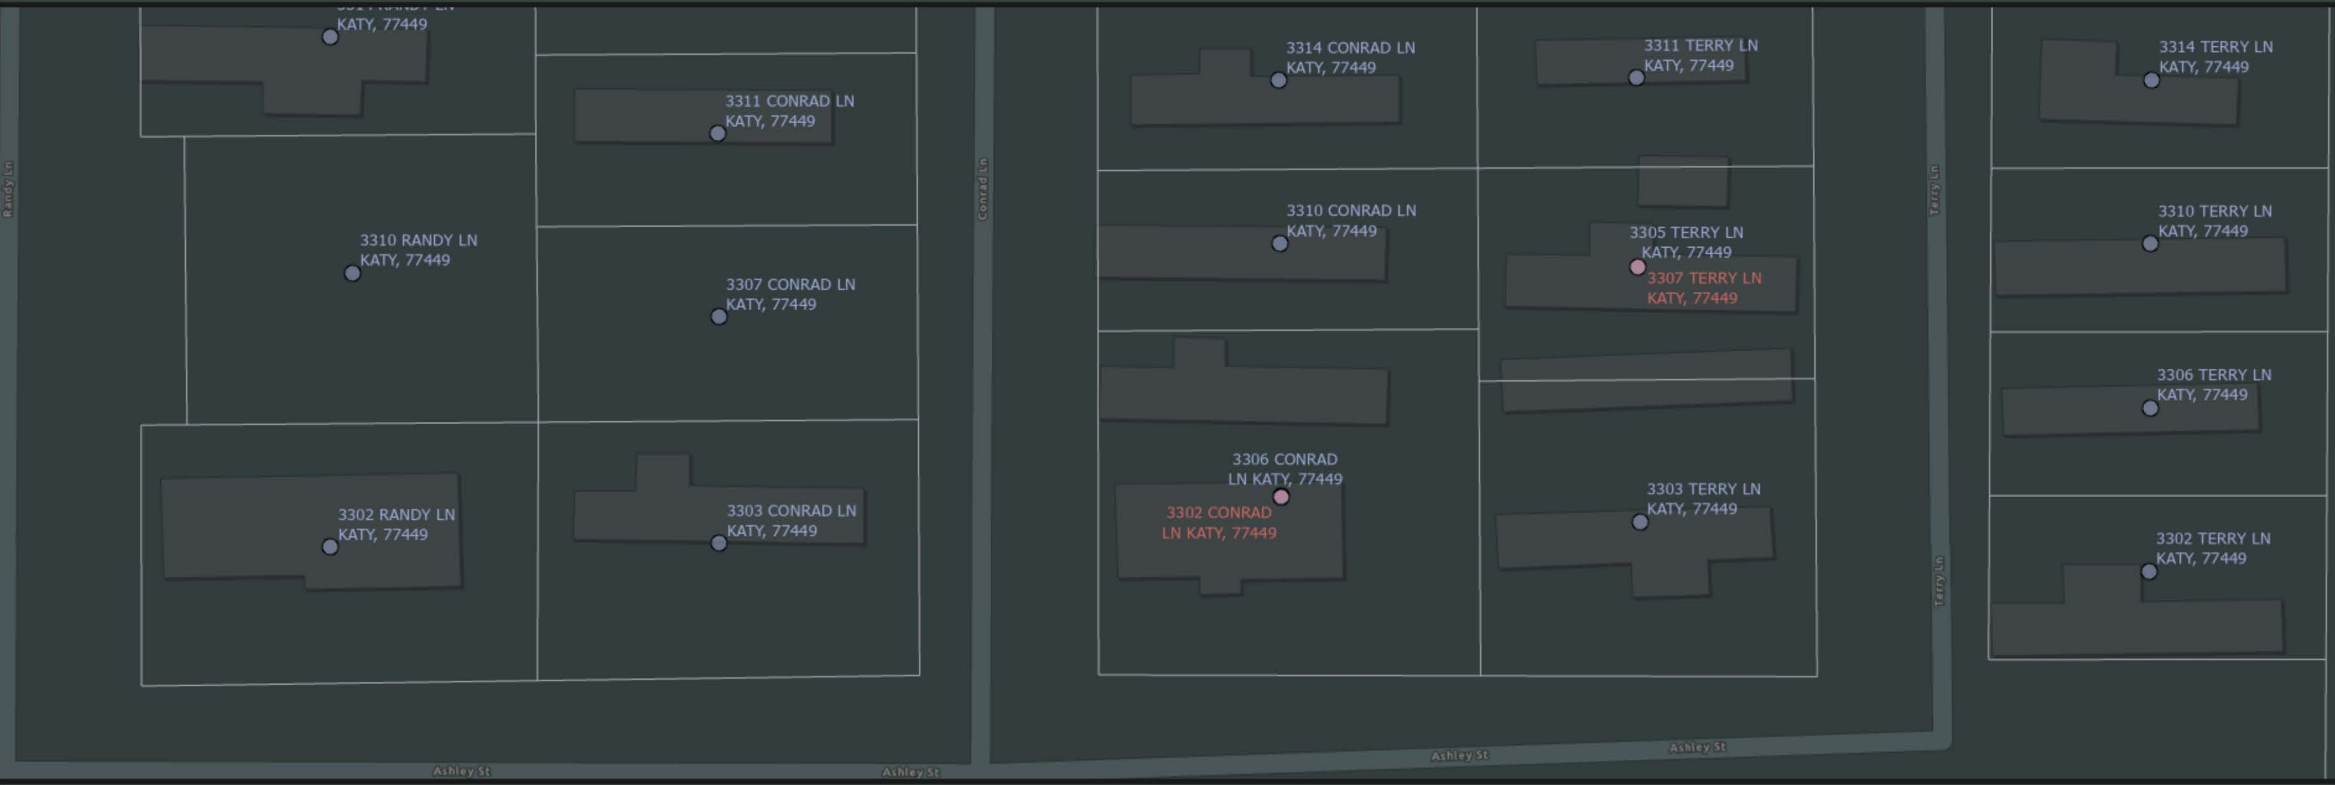 3314 RANDY LN
KATY, 77449
3311 CONRAD LN
KATY, 77449
3314 CONRAD LN
KATY, 77449
3311 TERRY LN
KATY, 77449
3314 TERRY LN
KATY, 77449
Randy Ln
Conrad Ln
Terry Ln
3310 RANDY LN
KATY, 77449
3307 CONRAD LN
KATY, 77449
3310 CONRAD LN
KATY, 77449
3305 TERRY LN
KATY, 77449
3307 TERRY LN
KATY, 77449
3310 TERRY LN
KATY, 77449
3306 TERRY LN
KATY, 77449
3302 RANDY LN
KATY, 77449
3303 CONRAD LN
KATY, 77449
3306 CONRAD
LN KATY, 77449
3302 CONRAD
LN KATY, 77449
3303 TERRY LN
KATY, 77449
3302 TERRY LN
KATY, 77449
Terry Ln
Ashley St
Ashley St
Ashley St
Ashley St